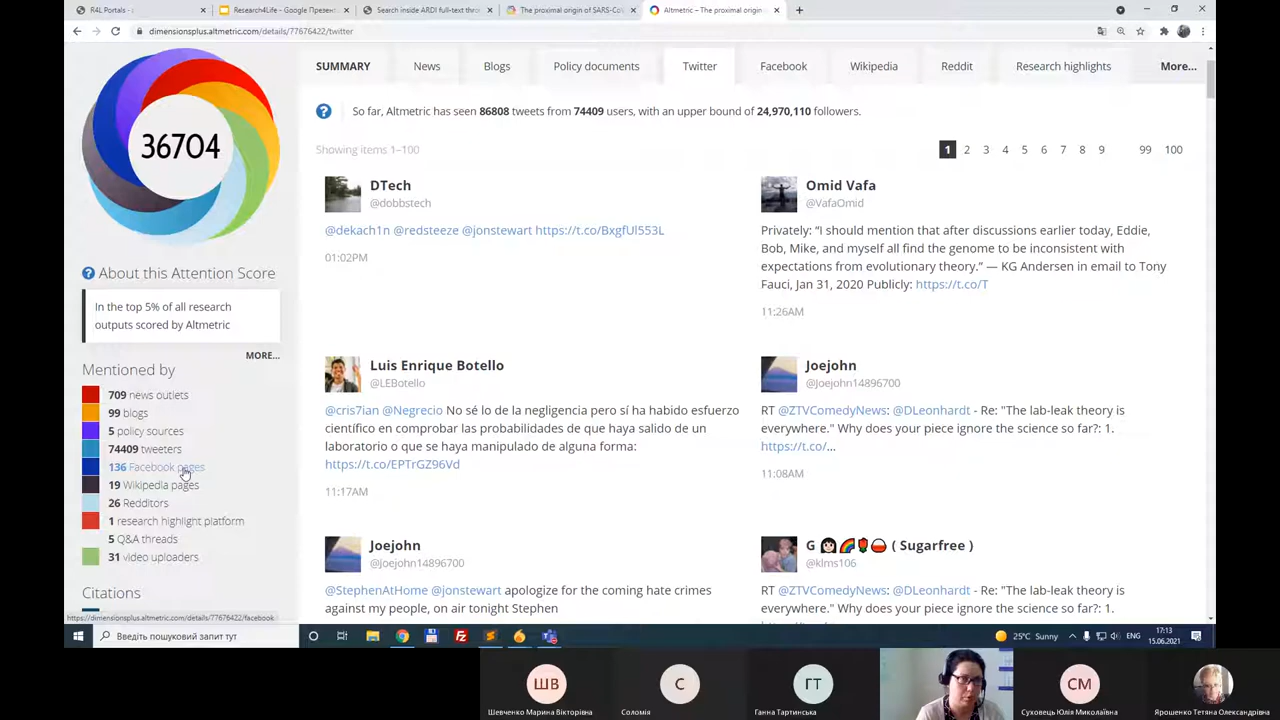 R4L Portals -
Research4Life - Google Презент
Search inside ARDI full-text thro
The proximal origin of SARS-Co
Altmetric – The proximal origin
dimensionsplus.altmetric.com/details/77676422/twitter
SUMMARY
News
Blogs
Policy documents
Twitter
Facebook
Wikipedia
Reddit
Research highlights
More...
36704
So far, Altmetric has seen 86808 tweets from 74409 users, with an upper bound of 24,970,110 followers.
Showing items 1–100
1 2 3 4 5 6 7 8 9 99 100
About this Attention Score
In the top 5% of all research
outputs scored by Altmetric
MORE...
Mentioned by
709 news outlets
99 blogs
5 policy sources
74409 tweeters
136 Facebook pages
19 Wikipedia pages
26 Redditors
1 research highlight platform
5 Q&A threads
31 video uploaders
Citations
DTech
@dobbstech
@dekach1n @redsteeze @jonstewart https://t.co/BxgfUl553L
01:02PM
Omid Vafa
@VafaOmid
Privately: “I should mention that after discussions earlier today, Eddie,
Bob, Mike, and myself all find the genome to be inconsistent with
expectations from evolutionary theory.” — KG Andersen in email to Tony
Fauci, Jan 31, 2020 Publicly: https://t.co/T
11:26AM
Luis Enrique Botello
@LEBotello
@cris7ian @Negrecio No sé lo de la negligencia pero sí ha habido esfuerzo
científico en comprobar las probabilidades de que haya salido de un
laboratorio o que se haya manipulado de alguna forma:
https://t.co/EPTrGZ96Vd
11:17AM
Joejohn
@Joejohn14896700
RT @ZTVComedyNews: @DLeonhardt - Re: "The lab-leak theory is
everywhere." Why does your piece ignore the science so far?: 1.
https://t.co/…
11:08AM
Joejohn
@Joejohn14896700
@StephenAtHome @jonstewart apologize for the coming hate crimes
against my people, on air tonight Stephen
G 👩🏻🌈🌹🍚 ( Sugarfree )
@klms106
RT @ZTVComedyNews: @DLeonhardt - Re: "The lab-leak theory is
everywhere." Why does your piece ignore the science so far?: 1.
https://dimensionsplus.altmetric.com/details/77676422/facebook
Введіть пошуковий запит тут
25°C Sunny
ENG
17:13
15.06.2021
ШВ
Шевченко Марина Вікторівна
С
Соломія
ГТ
Ганна Тартинська
СМ
Суховець Юлія Миколаївна
Ярошенко Тетяна Олександрівна